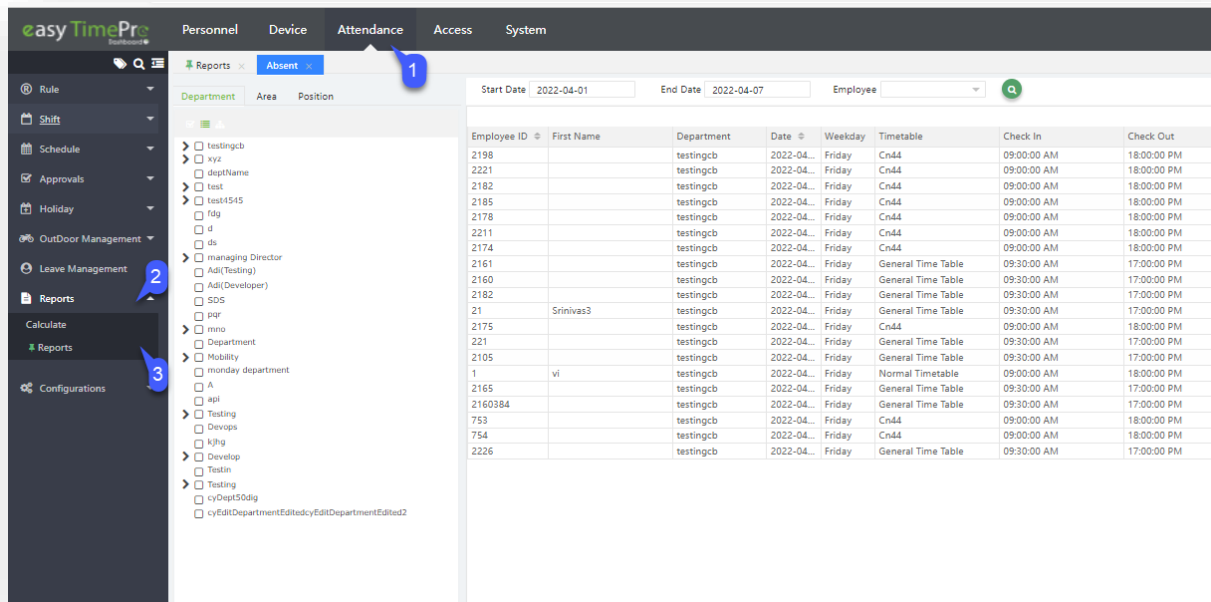 easy TimePro Personnel Device Attendance Access System
Dashboard
Reports × Absent ×
1
Rule
Shift
Schedule
Approvals
Holiday
OutDoor Management
Leave Management
2
Reports
Calculate
Reports
3
Configurations
Department Area Position
testingcb
xyz
deptName
test
test4545
fdg
d
ds
managing Director
Adi(Testing)
Adi(Developer)
SDS
pqr
mno
Department
Mobility
monday department
A
api
Testing
Devops
kjhg
Develop
Testin
Testing
cyDept50dig
cyEditDepartmentEditedcyEditDepartmentEdited2
Start Date 2022-04-01 End Date 2022-04-07 Employee
Employee ID First Name Department Date Weekday Timetable Check In Check Out
2198 testingcb 2022-04... Friday Cn44 09:00:00 AM 18:00:00 PM
2221 testingcb 2022-04... Friday Cn44 09:00:00 AM 18:00:00 PM
2182 testingcb 2022-04... Friday Cn44 09:00:00 AM 18:00:00 PM
2185 testingcb 2022-04... Friday Cn44 09:00:00 AM 18:00:00 PM
2178 testingcb 2022-04... Friday Cn44 09:00:00 AM 18:00:00 PM
2211 testingcb 2022-04... Friday Cn44 09:00:00 AM 18:00:00 PM
2174 testingcb 2022-04... Friday Cn44 09:00:00 AM 18:00:00 PM
2161 testingcb 2022-04... Friday General Time Table 09:30:00 AM 17:00:00 PM
2160 testingcb 2022-04... Friday General Time Table 09:30:00 AM 17:00:00 PM
2182 testingcb 2022-04... Friday General Time Table 09:30:00 AM 17:00:00 PM
21 Srinivas3 testingcb 2022-04... Friday General Time Table 09:30:00 AM 17:00:00 PM
2175 testingcb 2022-04... Friday Cn44 09:00:00 AM 18:00:00 PM
221 testingcb 2022-04... Friday General Time Table 09:30:00 AM 17:00:00 PM
2105 testingcb 2022-04... Friday General Time Table 09:30:00 AM 17:00:00 PM
1 vi testingcb 2022-04... Friday Normal Timetable 09:00:00 AM 18:00:00 PM
2165 testingcb 2022-04... Friday General Time Table 09:30:00 AM 17:00:00 PM
2160384 testingcb 2022-04... Friday General Time Table 09:30:00 AM 17:00:00 PM
753 testingcb 2022-04... Friday Cn44 09:00:00 AM 18:00:00 PM
754 testingcb 2022-04... Friday Cn44 09:00:00 AM 18:00:00 PM
2226 testingcb 2022-04... Friday General Time Table 09:30:00 AM 17:00:00 PM